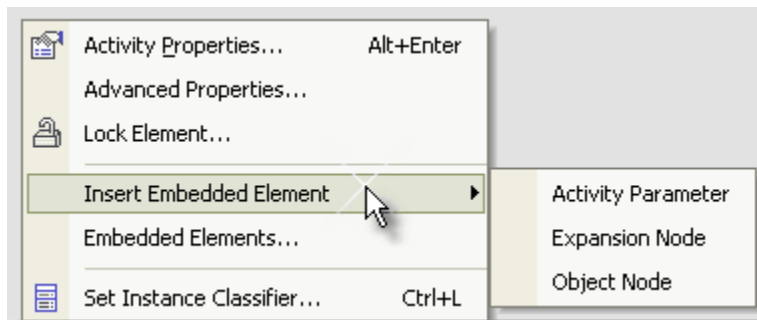 Activity Properties... Alt+Enter
Advanced Properties...
Lock Element...
Insert Embedded Element
Activity Parameter
Embedded Elements...
Expansion Node
Object Node
Set Instance Classifier... Ctrl+L